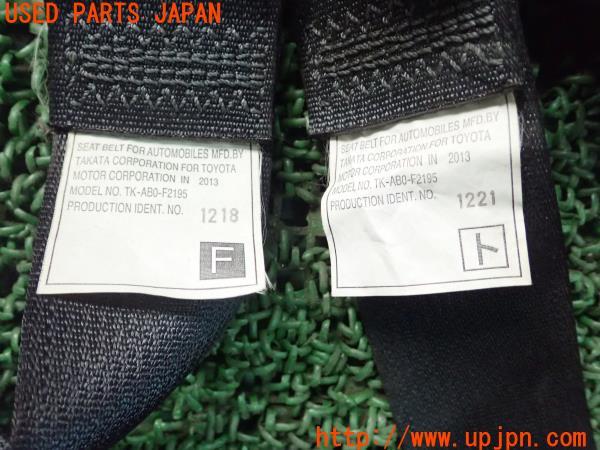 USED PARTS JAPAN
SEAT BELT FOR AUTOMOBILES MFD.BY
TAKATA CORPORATION FOR TOYOTA
MOTOR CORPORATION IN 2013
MODEL NO. TK-AB0-F2195
PRODUCTION IDENT. NO. 1218
F
SEAT BELT FOR AUTOMOBILES MFD.BY
TAKATA CORPORATION FOR TOYOTA
MOTOR CORPORATION IN 2013
MODEL NO. TK-AB0-F2195
PRODUCTION IDENT. NO. 1221
ト
http://www.upjpn.com/